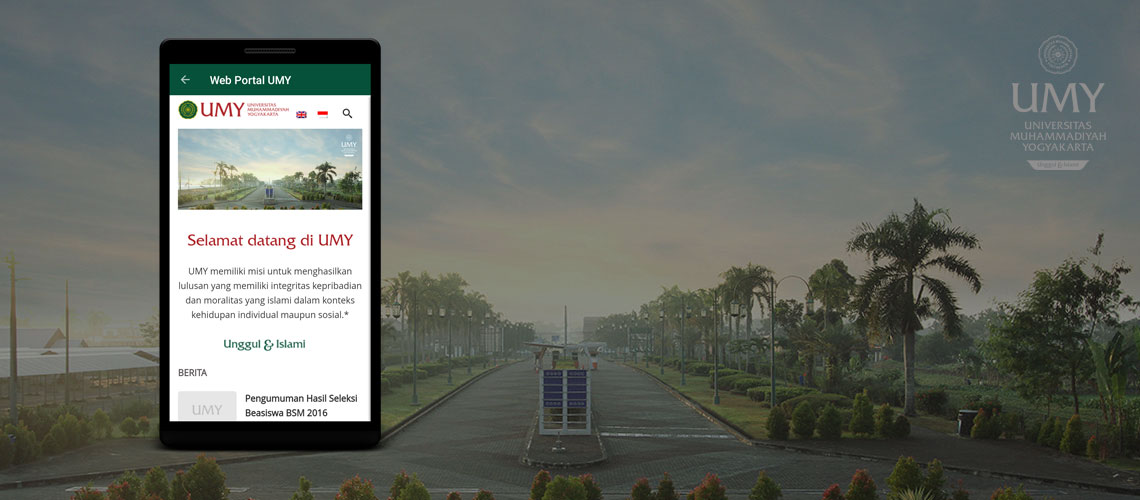 Web Portal UMY
UMY
UNIVERSITAS
MUHAMMADIYAH
YOGYAKARTA
UMY
Selamat datang di UMY
UMY memiliki misi untuk menghasilkan
lulusan yang memiliki integritas kepribadian
dan moralitas yang islami dalam konteks
kehidupan individual maupun sosial.*
Unggul & Islami
BERITA
UMY
Pengumuman Hasil Seleksi
Beasiswa BSM 2016
UMY
UNIVERSITAS
MUHAMMADIYAH
YOGYAKARTA
Unggul & Islami